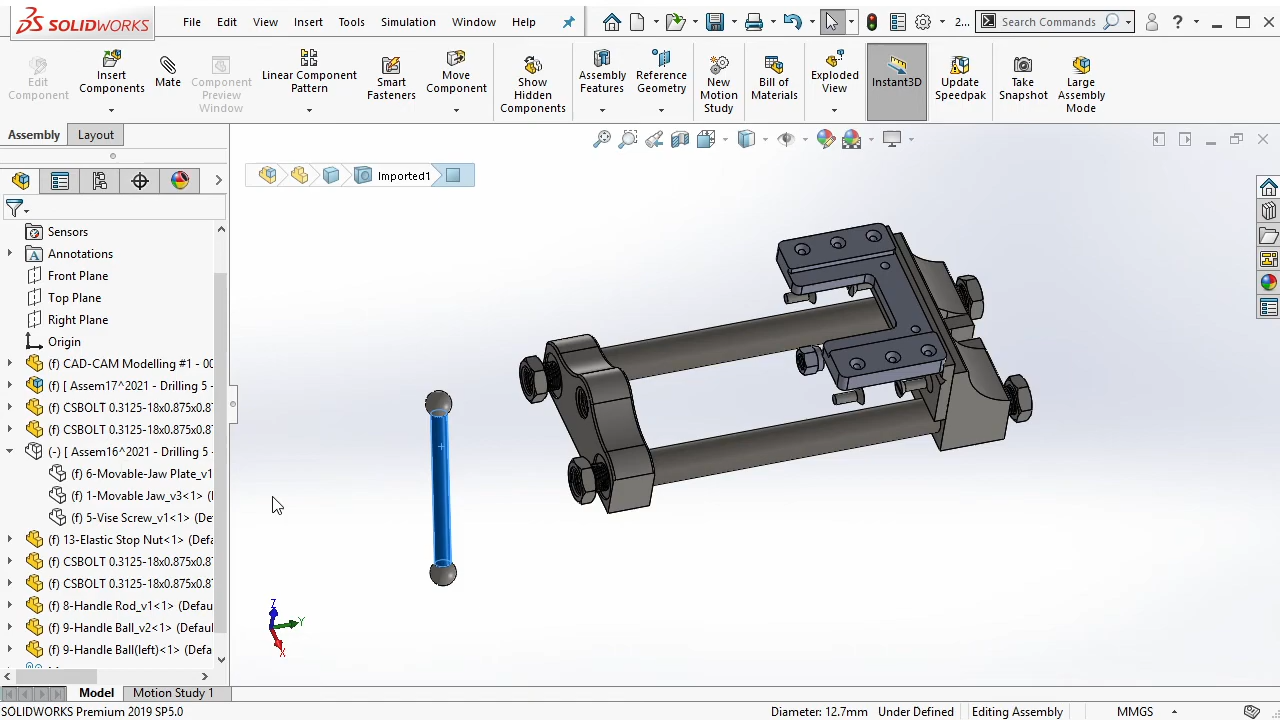 SOLIDWORKS
File Edit View Insert Tools Simulation Window Help
2...
Search Commands
Edit Component
Insert Components
Mate
Component Preview Window
Linear Component Pattern
Smart Fasteners
Move Component
Show Hidden Components
Assembly Features
Reference Geometry
New Motion Study
Bill of Materials
Exploded View
Instant3D
Update Speedpak
Take Snapshot
Large Assembly Mode
Assembly Layout
Imported1
Sensors
Annotations
Front Plane
Top Plane
Right Plane
Origin
(f) CAD-CAM Modelling #1 - 00
(f) [ Assem17^2021 - Drilling 5 -
(f) CSBOLT 0.3125-18x0.875x0.8
(f) CSBOLT 0.3125-18x0.875x0.8
(-) [ Assem16^2021 - Drilling 5 -
(f) 6-Movable-Jaw Plate_v1
(f) 1-Movable Jaw_v3<1> (
(f) 5-Vise Screw_v1<1> (De
(f) 13-Elastic Stop Nut<1> (Defa
(f) CSBOLT 0.3125-18x0.875x0.8
(f) CSBOLT 0.3125-18x0.875x0.8
(f) 8-Handle Rod_v1<1> (Defau
(f) 9-Handle Ball_v2<1> (Defaul
(f) 9-Handle Ball(left)<1> (Defa
Z
Y
X
Model Motion Study 1
SOLIDWORKS Premium 2019 SP5.0
Diameter: 12.7mm Under Defined Editing Assembly MMGS